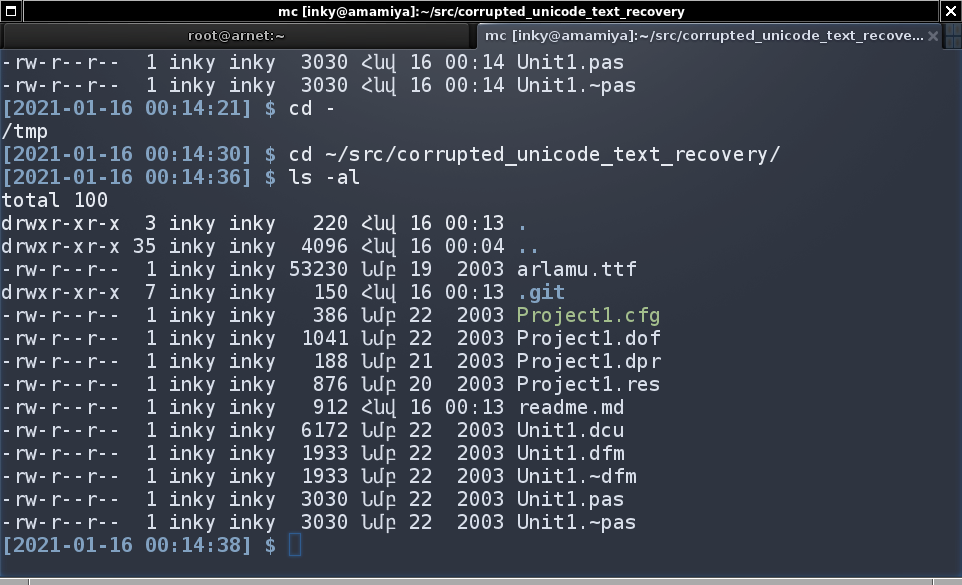 mc [inky@amamiya]:~/src/corrupted_unicode_text_recovery
root@arnet:~
mc [inky@amamiya]:~/src/corrupted_unicode_text_recove...
-rw-r--r--  1 inky inky  3030 Հնվ 16 00:14 Unit1.pas
-rw-r--r--  1 inky inky  3030 Հնվ 16 00:14 Unit1.~pas
[2021-01-16 00:14:21] $ cd -
/tmp
[2021-01-16 00:14:30] $ cd ~/src/corrupted_unicode_text_recovery/
[2021-01-16 00:14:36] $ ls -al
total 100
drwxr-xr-x  3 inky inky   220 Հնվ 16 00:13 .
drwxr-xr-x 35 inky inky  4096 Հնվ 16 00:04 ..
-rw-r--r--  1 inky inky 53230 Նմբ 19  2003 arlamu.ttf
drwxr-xr-x  7 inky inky   150 Հնվ 16 00:13 .git
-rw-r--r--  1 inky inky   386 Նմբ 22  2003 Project1.cfg
-rw-r--r--  1 inky inky  1041 Նմբ 22  2003 Project1.dof
-rw-r--r--  1 inky inky   188 Նմբ 21  2003 Project1.dpr
-rw-r--r--  1 inky inky   876 Նմբ 20  2003 Project1.res
-rw-r--r--  1 inky inky   912 Հնվ 16 00:13 readme.md
-rw-r--r--  1 inky inky  6172 Նմբ 22  2003 Unit1.dcu
-rw-r--r--  1 inky inky  1933 Նմբ 22  2003 Unit1.dfm
-rw-r--r--  1 inky inky  1933 Նմբ 22  2003 Unit1.~dfm
-rw-r--r--  1 inky inky  3030 Նմբ 22  2003 Unit1.pas
-rw-r--r--  1 inky inky  3030 Նմբ 22  2003 Unit1.~pas
[2021-01-16 00:14:38] $